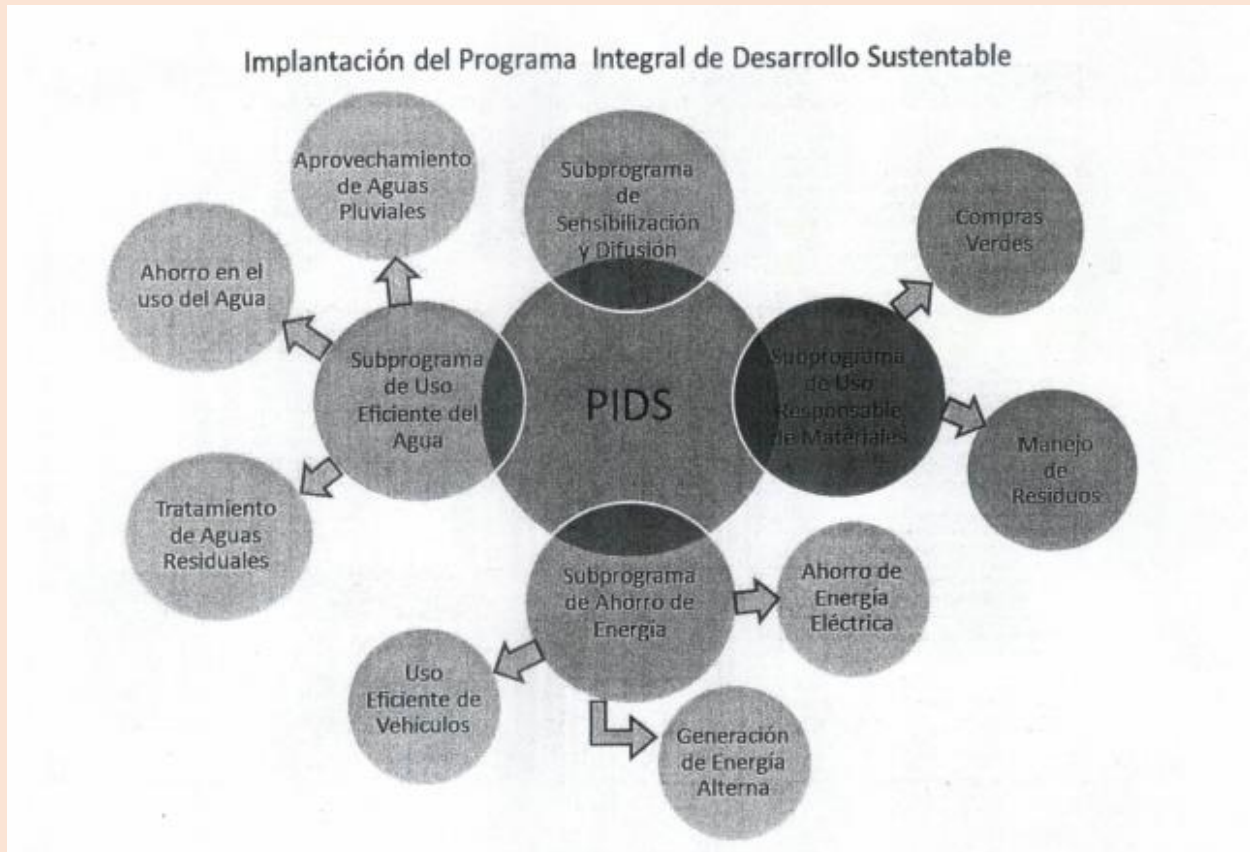 Implantación del Programa Integral de Desarrollo Sustentable
Aprovechamiento
de Aguas
Pluviales
Subprograma
de
Sensibilización
y Difusión
Compras
Verdes
Ahorro en el
uso del Agua
Subprograma
de Uso
Eficiente del
Agua
PIDS
Subprograma
de Uso
Responsable
de Materiales
Manejo
de
Residuos
Tratamiento
de Aguas
Residuales
Subprograma
de Ahorro de
Energía
Ahorro de
Energía
Eléctrica
Uso
Eficiente de
Vehículos
Generación
de Energía
Alterna